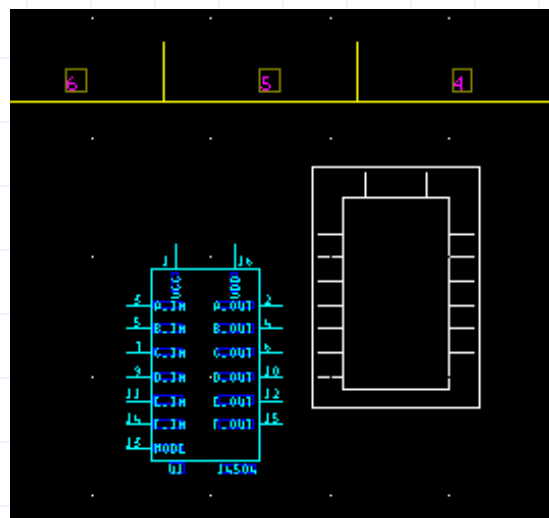 6 5 4
1 16
VCC VDD
3 A_IN A_OUT 2
5 B_IN B_OUT 4
7 C_IN C_OUT 6
9 D_IN D_OUT 10
11 E_IN E_OUT 12
14 F_IN F_OUT 15
13 MODE
U1 14504